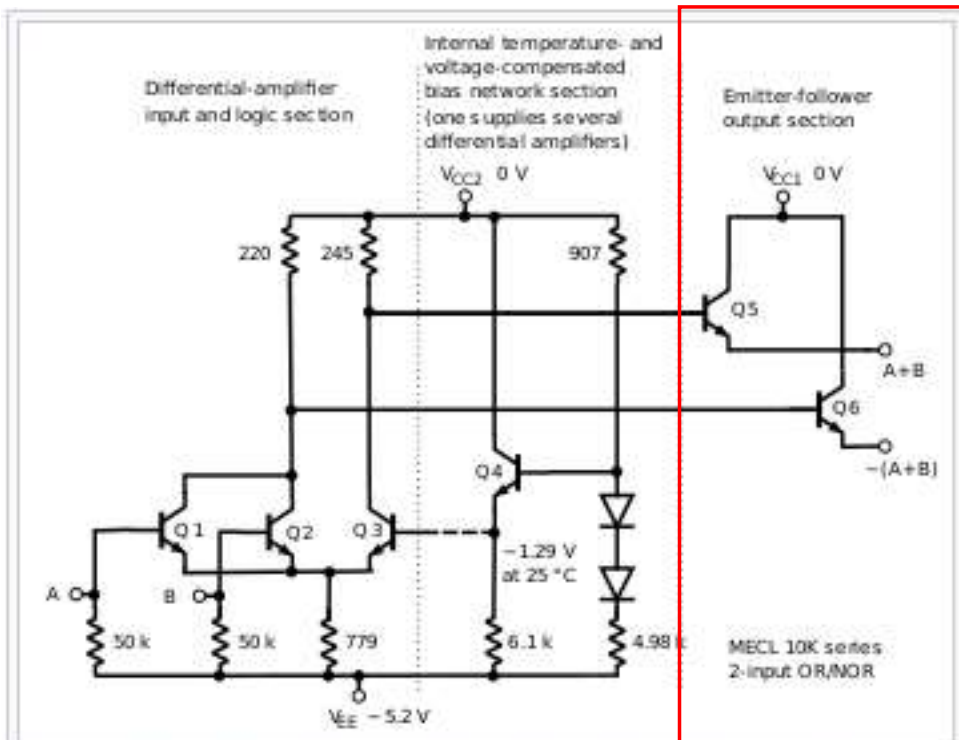 Differential-amplifier
input and logic section
Internal temperature- and
voltage-compensated
bias network section
(one supplies several
differential amplifiers)
Emitter-follower
output section
VCC2 0 V
VCC1 0 V
220
245
907
Q5
A+B
Q6
~(A+B)
Q4
Q1
Q2
Q3
−1.29 V
at 25 °C
A
B
50 k
50 k
779
6.1 k
4.98 k
MECL 10K series
2-input OR/NOR
VEE −5.2 V